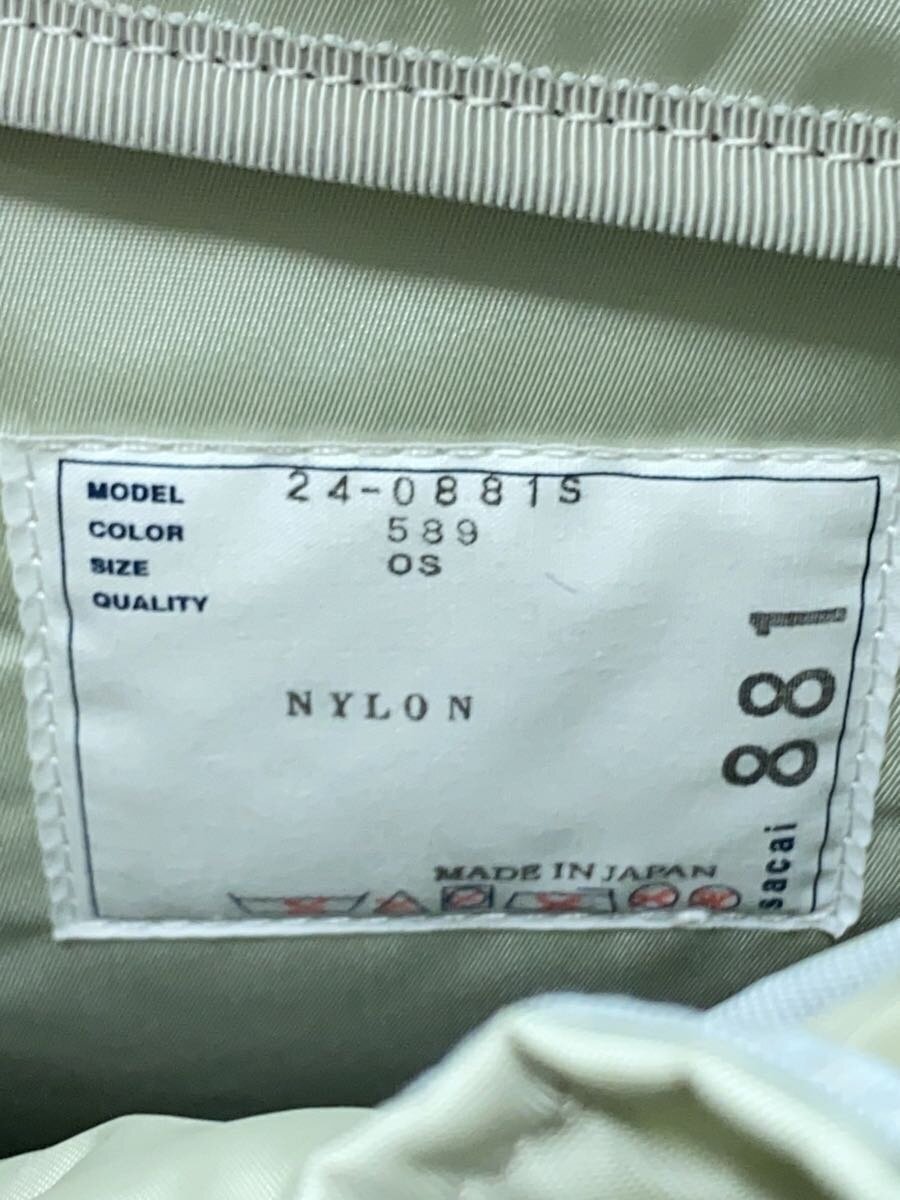 MODEL 24-0881S
COLOR 589
SIZE OS
QUALITY
NYLON
MADE IN JAPAN
sacai 881